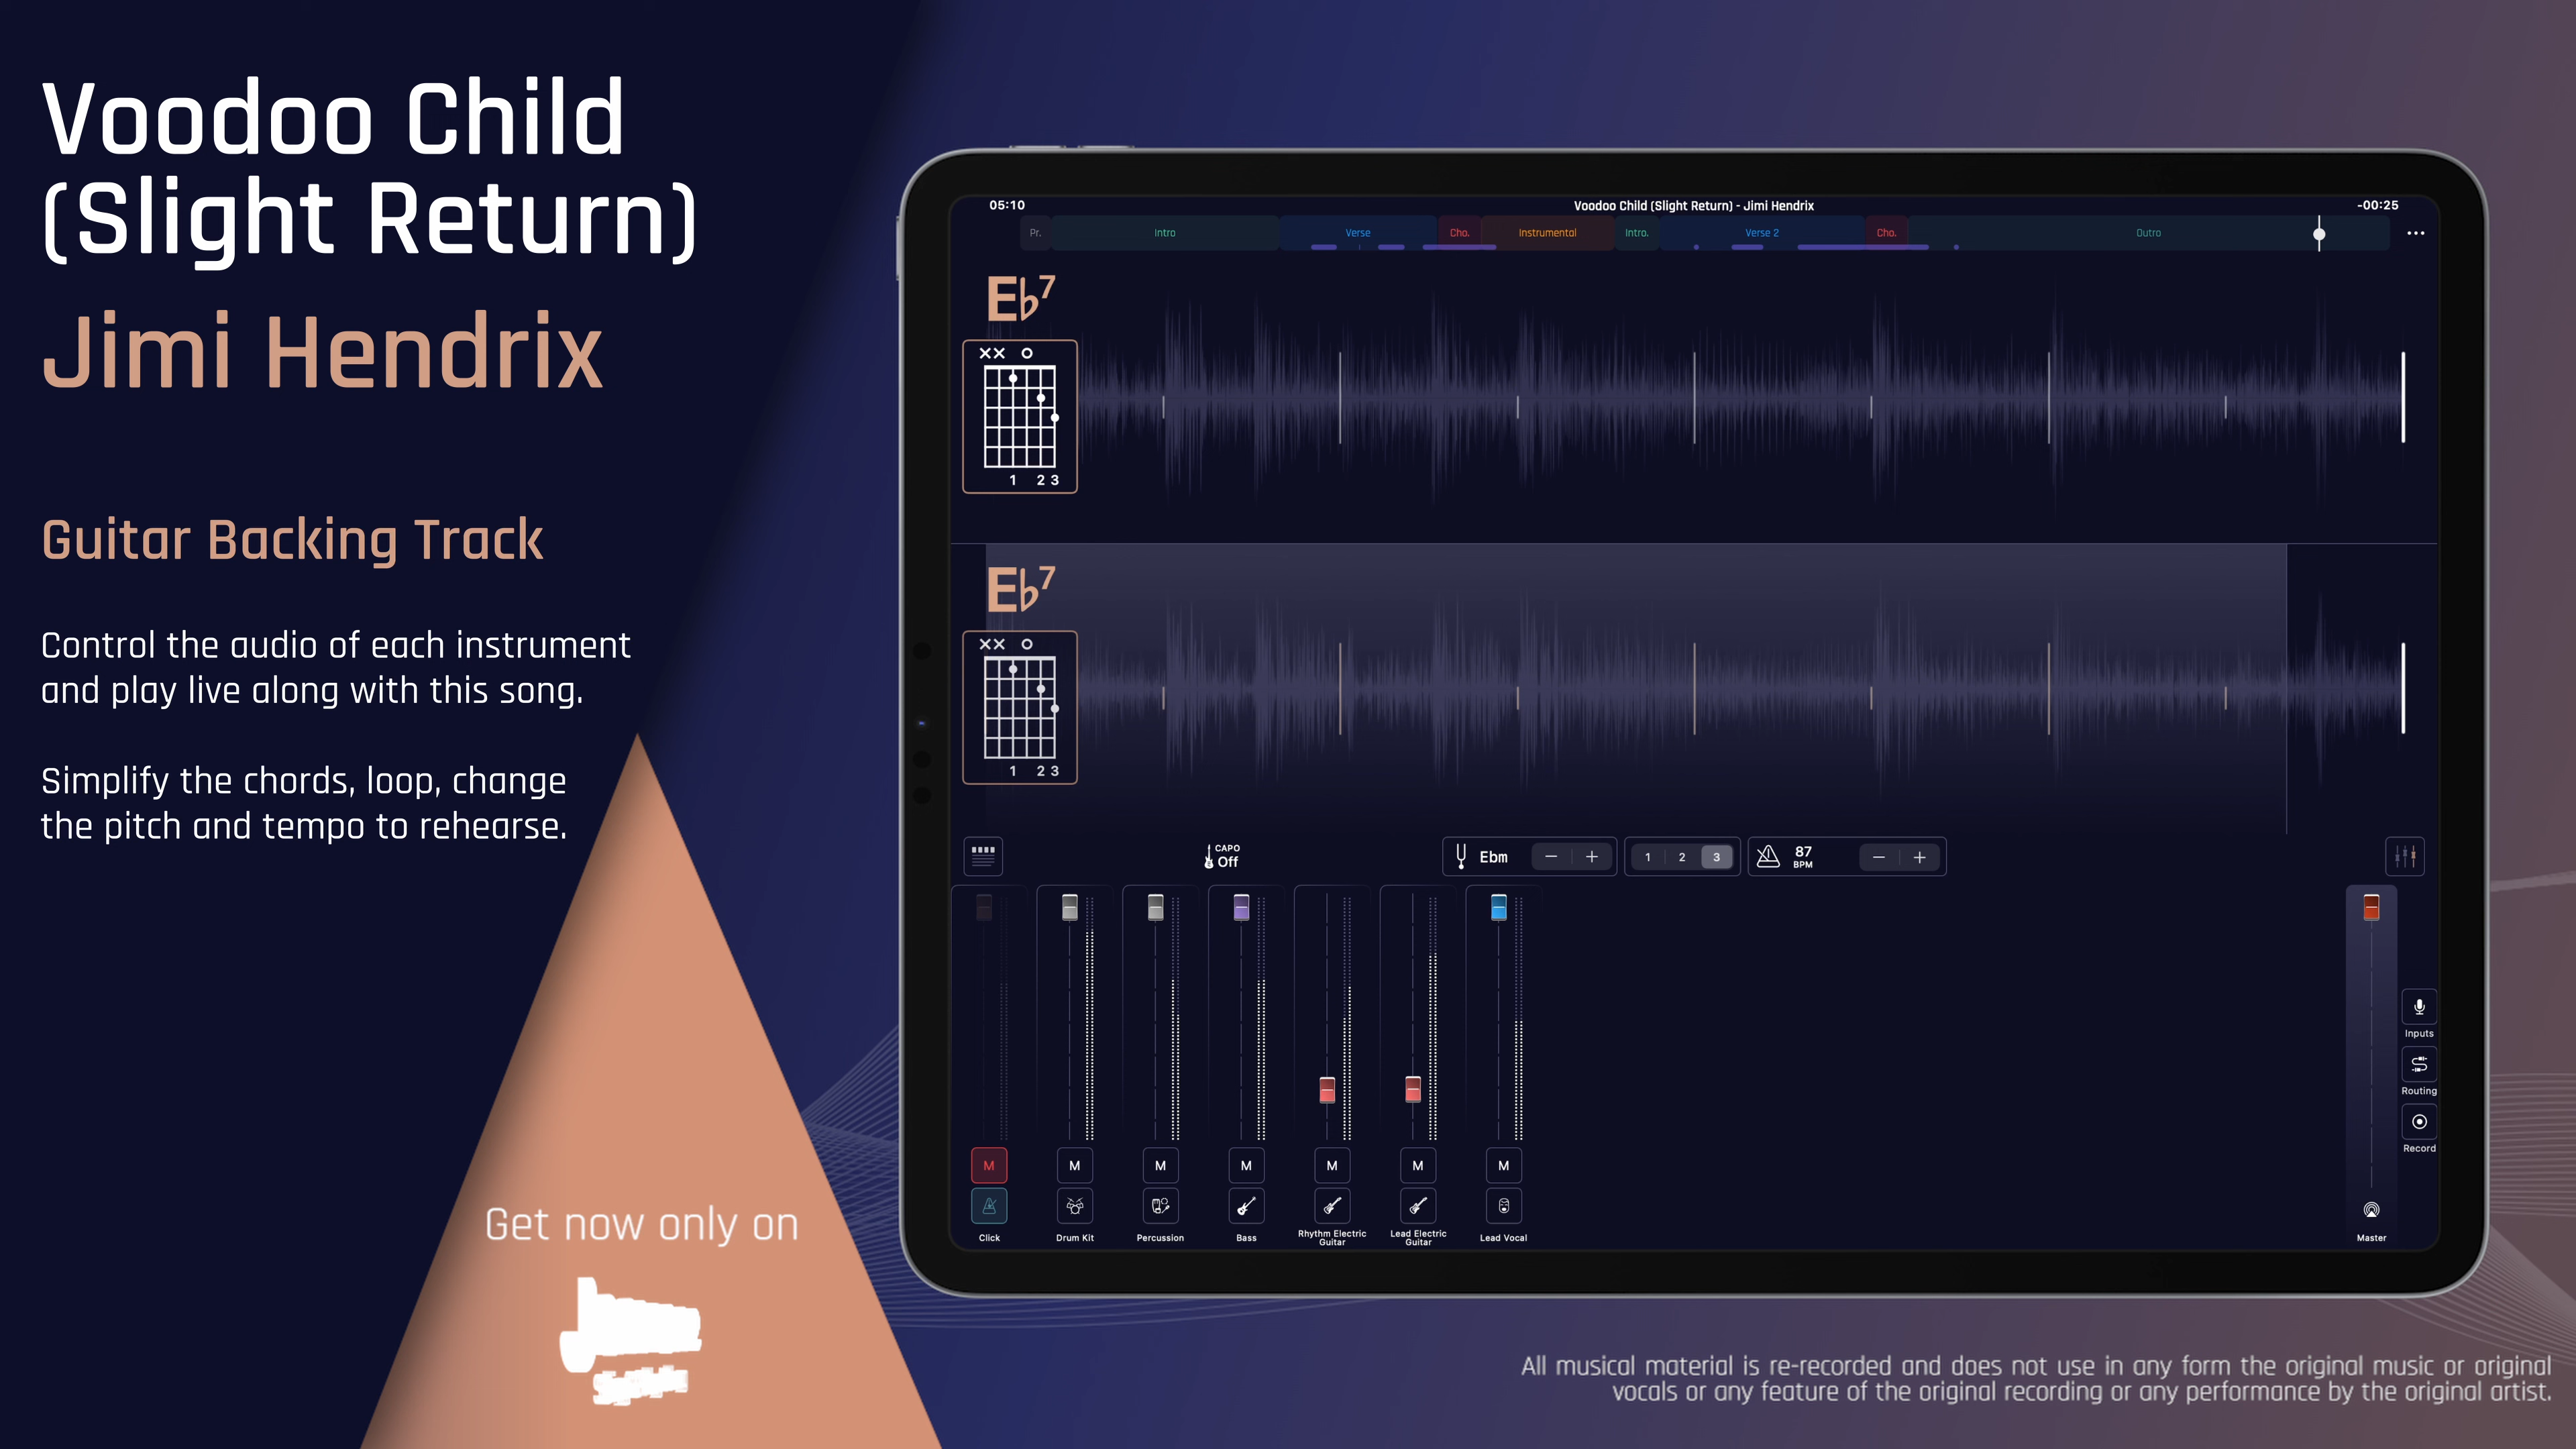 Voodoo Child
(Slight Return)
Jimi Hendrix
Guitar Backing Track
Control the audio of each instrument
and play live along with this song.
Simplify the chords, loop, change
the pitch and tempo to rehearse.
Get now only on
05:10
Voodoo Child (Slight Return) - Jimi Hendrix
-00:25
Pr. Intro Verse Cho. Instrumental Intro. Verse 2 Cho. Outro
E♭7
XX O
1 2 3
E♭7
XX O
1 2 3
CAPO
Off
Ebm − +
1 2 3
87
BPM
− +
M M M M M M M
Click Drum Kit Percussion Bass Rhythm Electric Guitar Lead Electric Guitar Lead Vocal
Master
Inputs
Routing
Record
All musical material is re-recorded and does not use in any form the original music or original
vocals or any feature of the original recording or any performance by the original artist.